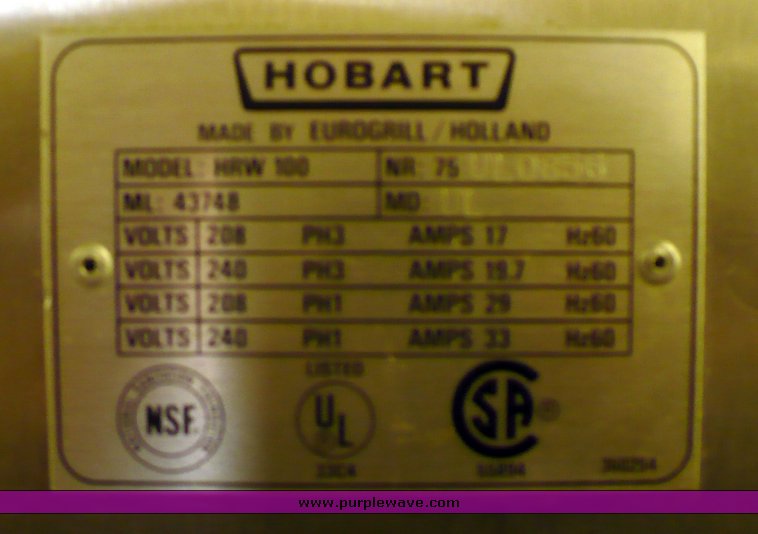 HOBART
MADE BY EUROGRILL / HOLLAND
MODEL: HRW 100 NR: 75
ML: 43748 MD:
VOLTS 208 PH3 AMPS 17 Hz60
VOLTS 240 PH3 AMPS 19.7 Hz60
VOLTS 208 PH1 AMPS 29 Hz60
VOLTS 240 PH1 AMPS 33 Hz60
LISTED
NSF UL SA ®
33C4
www.purplewave.com